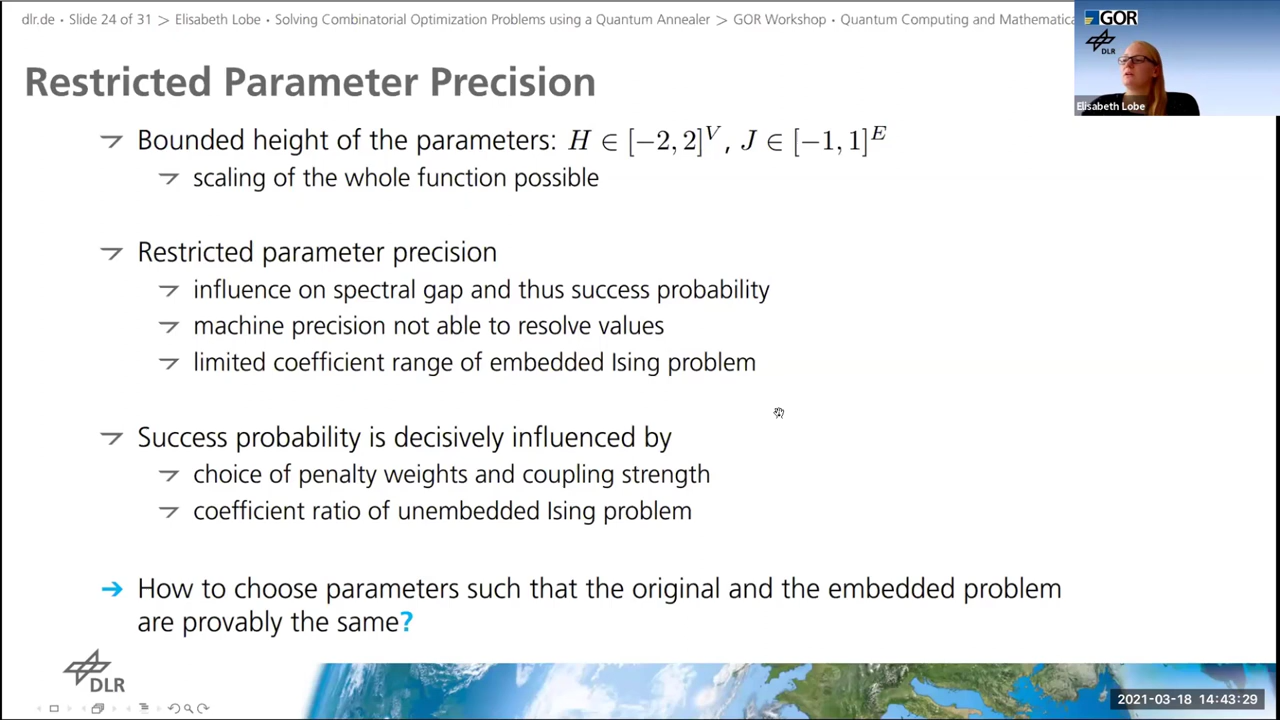 dlr.de • Slide 24 of 31 > Elisabeth Lobe • Solving Combinatorial Optimization Problems using a Quantum Annealer > GOR Workshop • Quantum Computing and Mathematica
GOR
DLR
Elisabeth Lobe
Restricted Parameter Precision
Bounded height of the parameters: H ∈ [−2, 2]^V, J ∈ [−1, 1]^E
scaling of the whole function possible
Restricted parameter precision
influence on spectral gap and thus success probability
machine precision not able to resolve values
limited coefficient range of embedded Ising problem
Success probability is decisively influenced by
choice of penalty weights and coupling strength
coefficient ratio of unembedded Ising problem
➔ How to choose parameters such that the original and the embedded problem
are provably the same?
DLR
2021-03-18 14:43:29